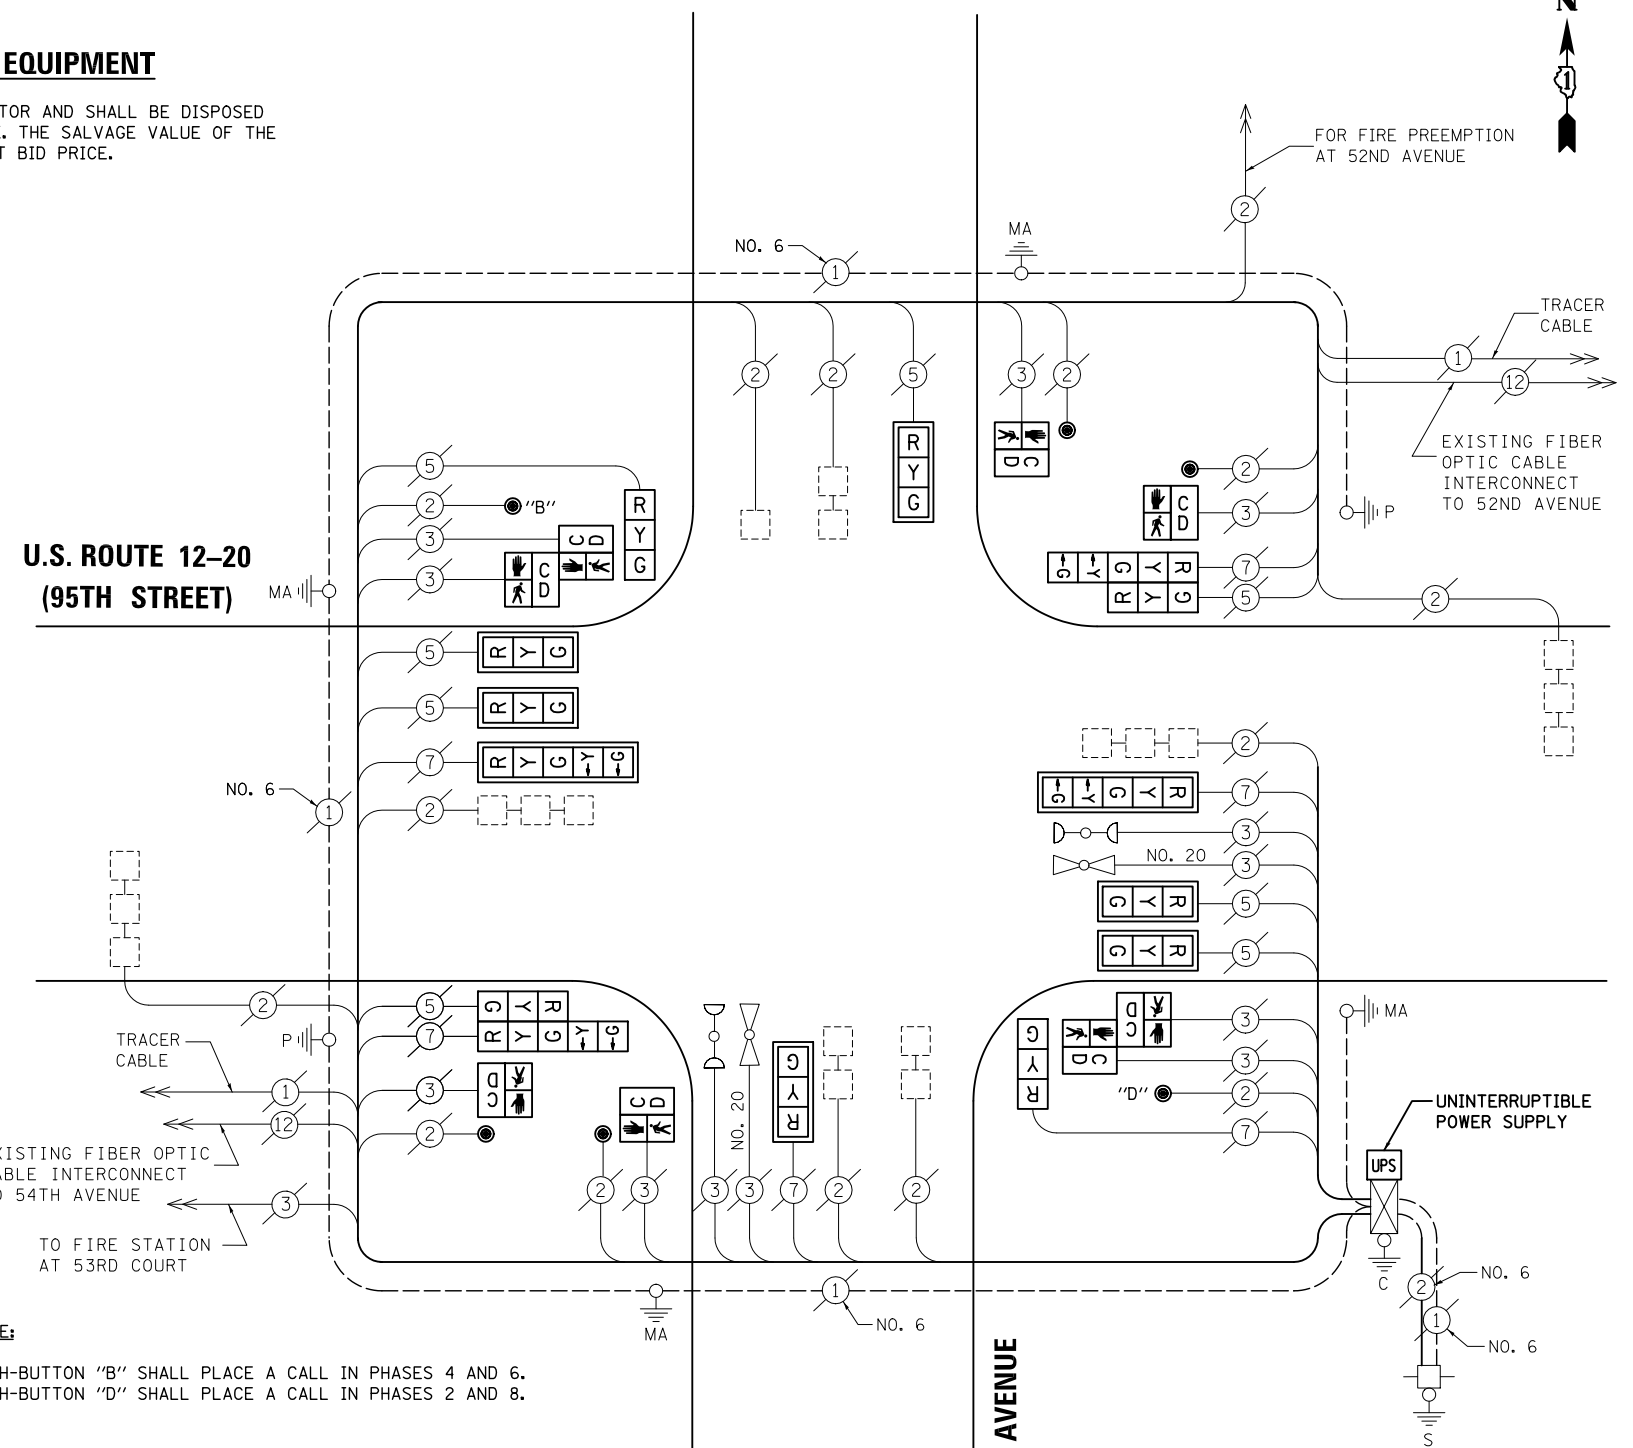 N
1
EQUIPMENT
TOR AND SHALL BE DISPOSED
. THE SALVAGE VALUE OF THE
T BID PRICE.
FOR FIRE PREEMPTION
AT 52ND AVENUE
2
MA
NO. 6
1
TRACER
CABLE
1
12
2
2
5
3
2
R
Y
G
C D
EXISTING FIBER
OPTIC CABLE
INTERCONNECT
TO 52ND AVENUE
P
5
2
"B"
3
3
R
Y
G
C D
C
D
2
3
C
D
7
G Y G Y R
5
R Y G
2
U.S. ROUTE 12–20
(95TH STREET)
MA
5
R Y G
5
R Y G
7
R Y G Y G
2
NO. 6
1
2
7
G Y G Y R
3
NO. 20
3
5
G Y R
5
G Y R
2
5
G Y R
7
R Y G Y G
P
TRACER
CABLE
1
3
C D
12
2
XISTING FIBER OPTIC
ABLE INTERCONNECT
54TH AVENUE
3
TO FIRE STATION
AT 53RD COURT
C D
NO. 20
G
Y
R
2
3
3
3
7
2
2
MA
G
Y
R
C D
3
C D
3
"D"
2
7
UNINTERRUPTIBLE
POWER SUPPLY
UPS
C
2
NO. 6
1
NO. 6
S
MA
1
NO. 6
E:
H-BUTTON "B" SHALL PLACE A CALL IN PHASES 4 AND 6.
H-BUTTON "D" SHALL PLACE A CALL IN PHASES 2 AND 8.
AVENUE